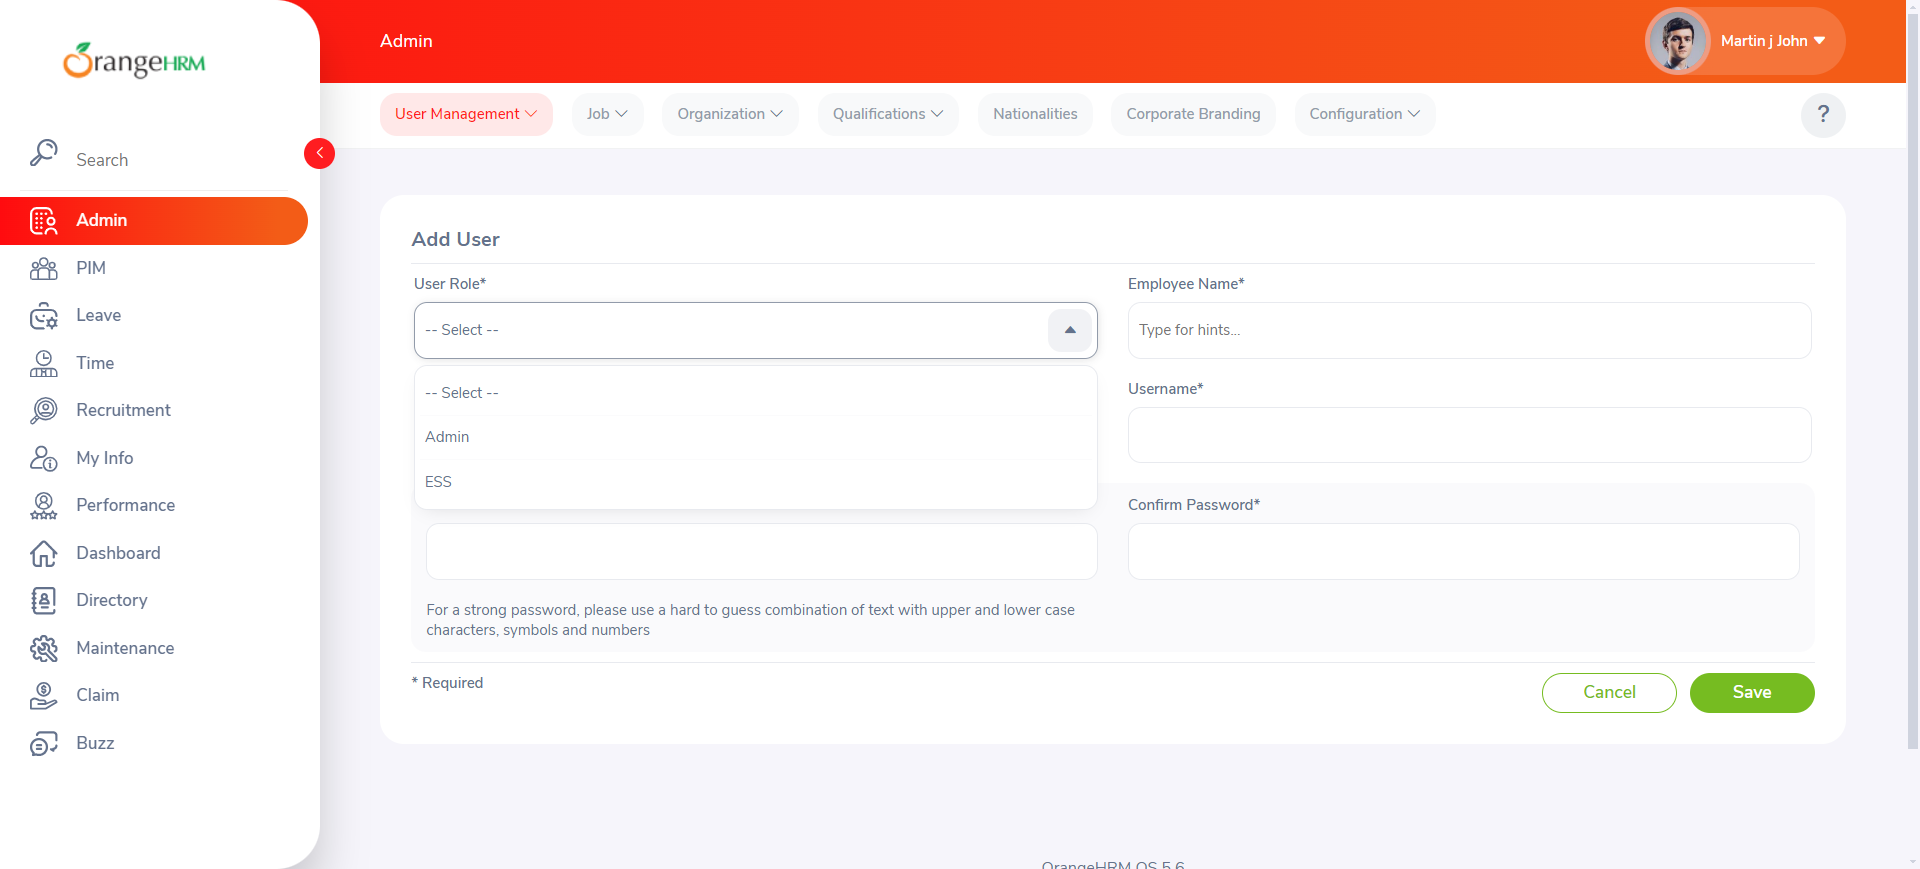 OrangeHRM
Search
Admin
PIM
Leave
Time
Recruitment
My Info
Performance
Dashboard
Directory
Maintenance
Claim
Buzz
Admin
Martin j John
User Management
Job
Organization
Qualifications
Nationalities
Corporate Branding
Configuration
?
Add User
User Role*
-- Select --
-- Select --
Admin
ESS
Employee Name*
Type for hints...
Username*
Confirm Password*
For a strong password, please use a hard to guess combination of text with upper and lower case
characters, symbols and numbers
* Required
Cancel
Save
OrangeHRM OS 5.6